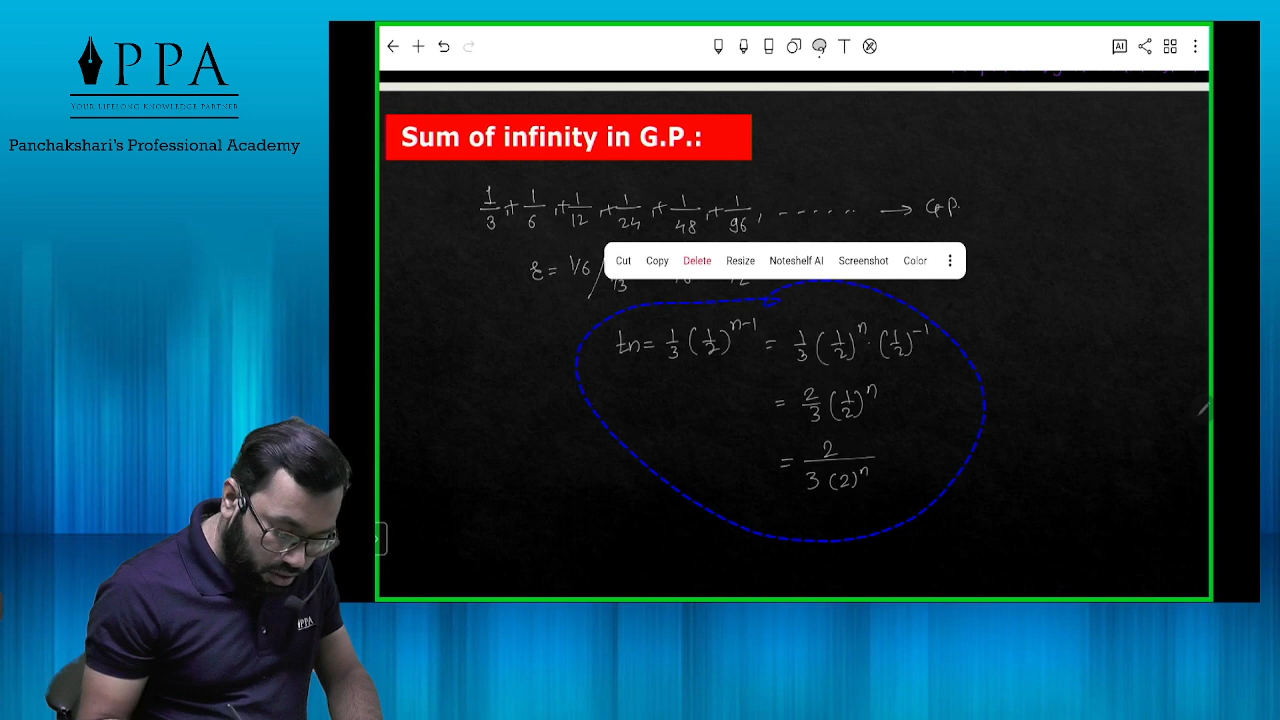 PPA
YOUR LIFELONG KNOWLEDGE PARTNER
Panchakshari's Professional Academy
T
AI
Sum of infinity in G.P.:
1/3 + 1/6 + 1/12 + 1/24 + 1/48 + 1/96, ------ → G.P.
Cut Copy Delete Resize Noteshelf AI Screenshot Color
= 1/6 /
tn = 1/3 (1/2)^n-1 = 1/3 (1/2)^n . (1/2)^-1
= 2/3 (1/2)^n
= 2 / 3 (2)^n
PPA